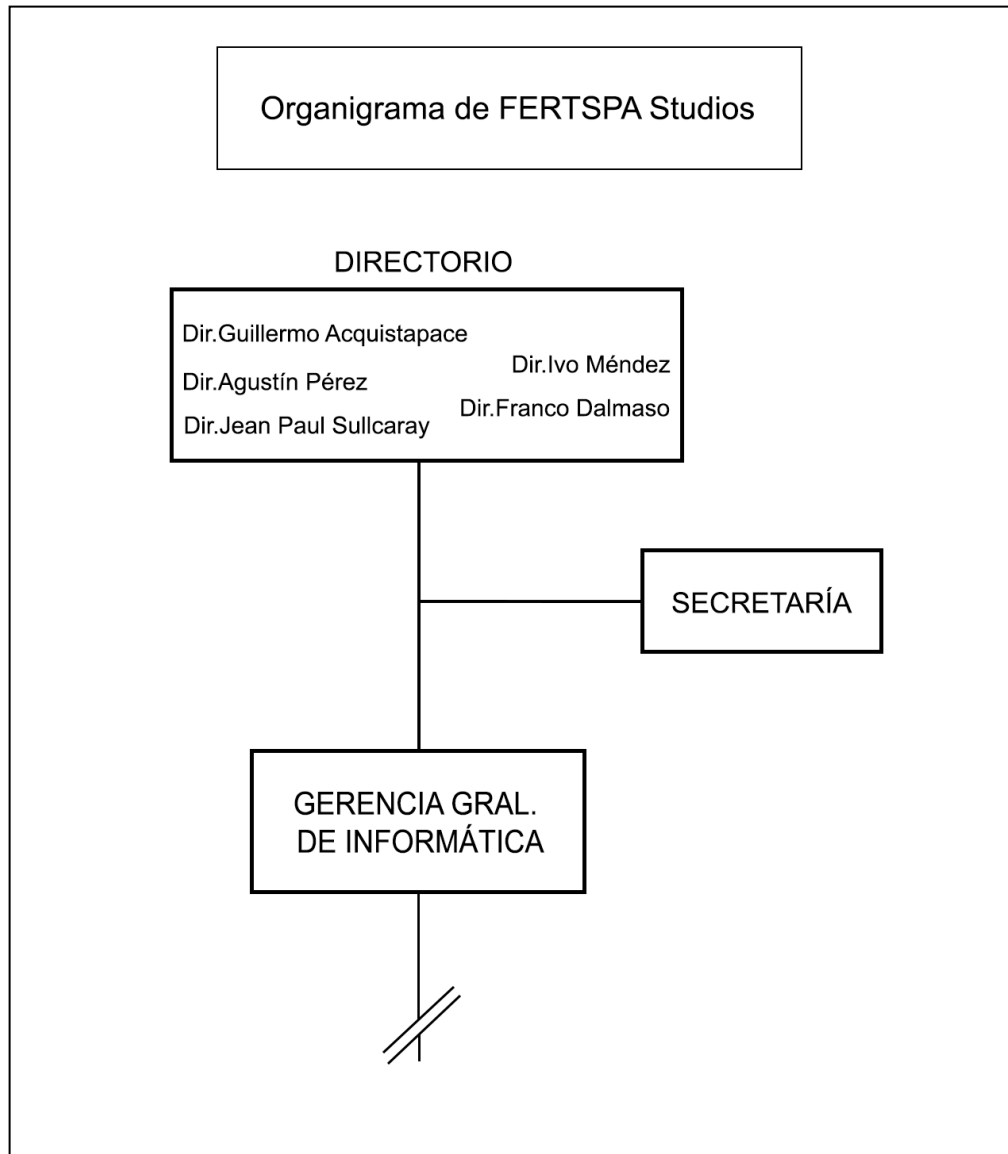 Organigrama de FERTSPA Studios
DIRECTORIO
Dir.Guillermo Acquistapace
Dir.Agustín Pérez
Dir.Jean Paul Sullcaray
Dir.Ivo Méndez
Dir.Franco Dalmaso
SECRETARÍA
GERENCIA GRAL.
DE INFORMÁTICA